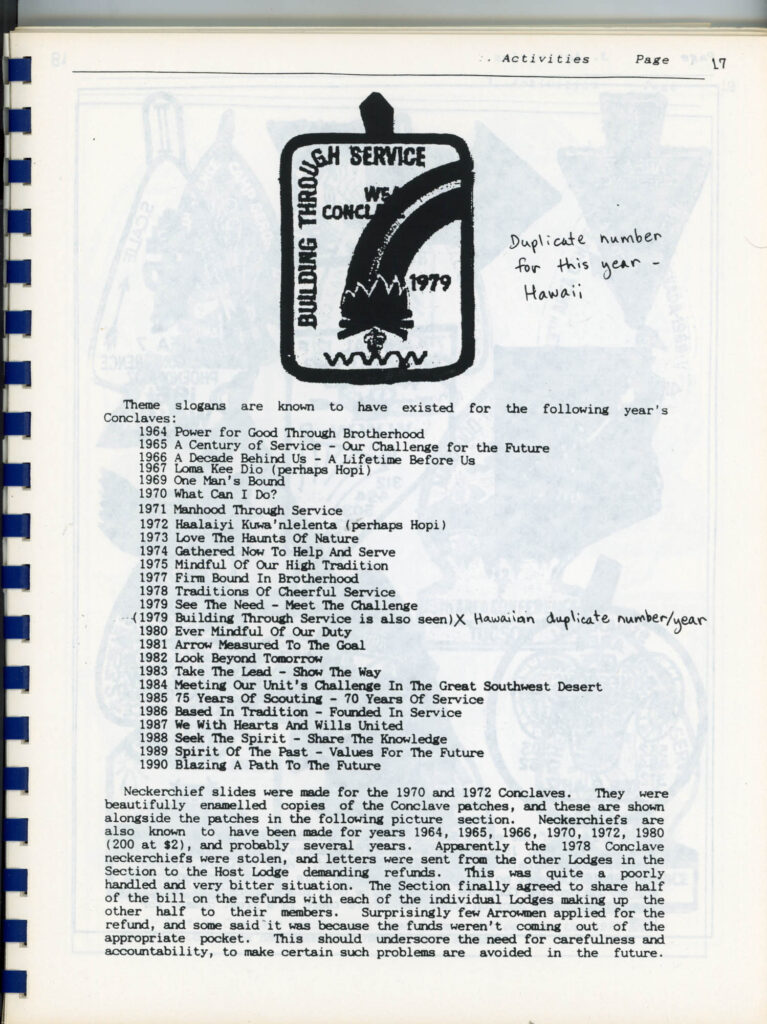 Activities Page 17
BUILDING THROUGH SERVICE
CONCLA
1979
Duplicate number
for this year -
Hawaii
Theme slogans are known to have existed for the following year's
Conclaves:
1964 Power for Good Through Brotherhood
1965 A Century of Service - Our Challenge for the Future
1966 A Decade Behind Us - A Lifetime Before Us
1967 Loma Kee Dio (perhaps Hopi)
1969 One Man's Bound
1970 What Can I Do?
1971 Manhood Through Service
1972 Haalaiyi Kuwa'nlelenta (perhaps Hopi)
1973 Love The Haunts Of Nature
1974 Gathered Now To Help And Serve
1975 Mindful Of Our High Tradition
1977 Firm Bound In Brotherhood
1978 Traditions Of Cheerful Service
1979 See The Need - Meet The Challenge
(1979 Building Through Service is also seen) X Hawaiian duplicate number/year
1980 Ever Mindful Of Our Duty
1981 Arrow Measured To The Goal
1982 Look Beyond Tomorrow
1983 Take The Lead - Show The Way
1984 Meeting Our Unit's Challenge In The Great Southwest Desert
1985 75 Years Of Scouting - 70 Years Of Service
1986 Based In Tradition - Founded In Service
1987 We With Hearts And Wills United
1988 Seek The Spirit - Share The Knowledge
1989 Spirit Of The Past - Values For The Future
1990 Blazing A Path To The Future
Neckerchief slides were made for the 1970 and 1972 Conclaves. They were
beautifully enamelled copies of the Conclave patches, and these are shown
alongside the patches in the following picture section. Neckerchiefs are
also known to have been made for years 1964, 1965, 1966, 1970, 1972, 1980
(200 at $2), and probably several years. Apparently the 1978 Conclave
neckerchiefs were stolen, and letters were sent from the other Lodges in the
Section to the Host Lodge demanding refunds. This was quite a poorly
handled and very bitter situation. The Section finally agreed to share half
of the bill on the refunds with each of the individual Lodges making up the
other half to their members. Surprisingly few Arrowmen applied for the
refund, and some said it was because the funds weren't coming out of the
appropriate pocket. This should underscore the need for carefulness and
accountability, to make certain such problems are avoided in the future.